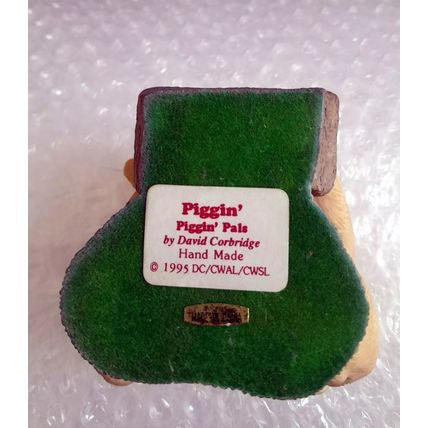 Piggin'
Piggin' Pals
by David Corbridge
Hand Made
© 1995 DC/CWAL/CWSL